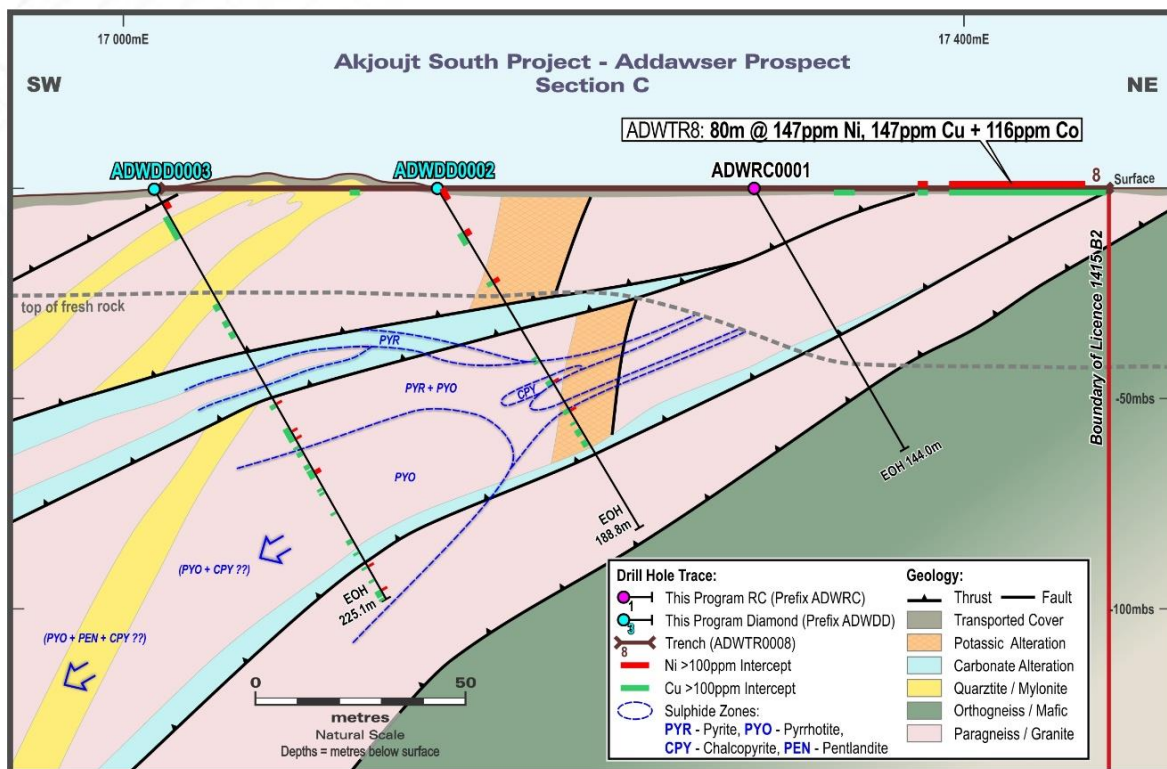 17 000mE
17 400mE
Akjoujt South Project - Addawser Prospect
Section C
SW
NE
ADWTR8: 80m @ 147ppm Ni, 147ppm Cu + 116ppm Co
ADWDD0003
ADWDD0002
ADWRC0001
8
Surface
top of fresh rock
Boundary of Licence 1415 B2
PYR
PYR + PYO
CPY
PYO
-50mbs
EOH 144.0m
EOH
188.8m
EOH
225.1m
(PYO + CPY ??)
(PYO + PEN + CPY ??)
-100mbs
0
50
metres
Natural Scale
Depths = metres below surface
Drill Hole Trace:
1
This Program RC (Prefix ADWRC)
3
This Program Diamond (Prefix ADWDD)
8
Trench (ADWTR0008)
Ni >100ppm Intercept
Cu >100ppm Intercept
Sulphide Zones:
PYR - Pyrite, PYO - Pyrrhotite,
CPY - Chalcopyrite, PEN - Pentlandite
Geology:
Thrust
Fault
Transported Cover
Potassic Alteration
Carbonate Alteration
Quarztite / Mylonite
Orthogneiss / Mafic
Paragneiss / Granite